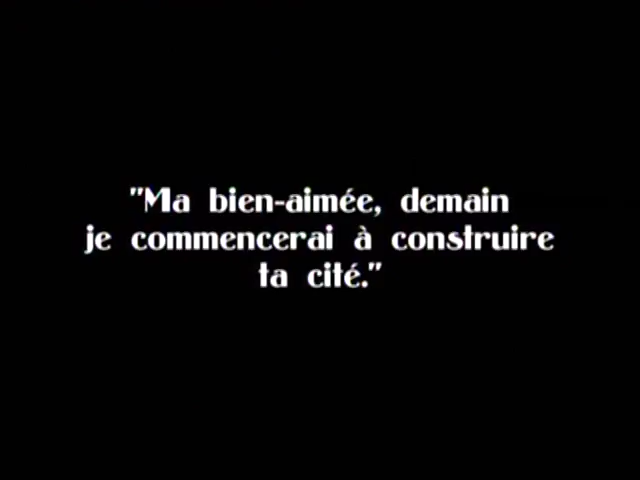 "Ma bien-aimée, demain
je commencerai à construire
ta cité."